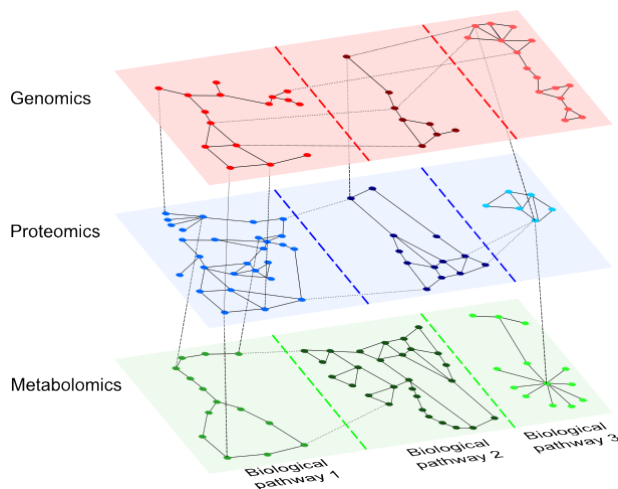 Genomics
Proteomics
Metabolomics
Biological
pathway 1
Biological
pathway 2
Biological
pathway 3